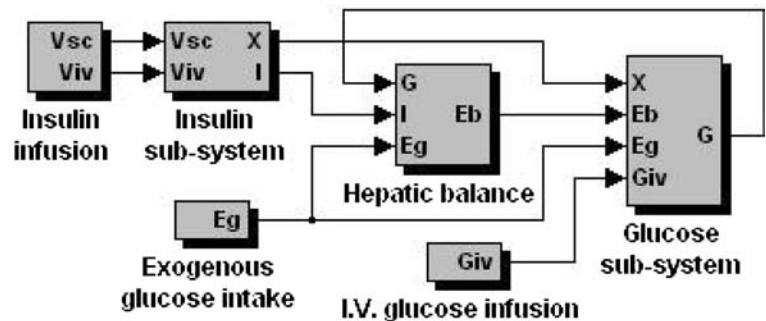 Vsc
Viv
Insulin
infusion
Vsc X
Viv I
Insulin
sub-system
G
I Eb
Eg
Hepatic balance
X
Eb
Eg G
Giv
Glucose
sub-system
Eg
Exogenous
glucose intake
Giv
I.V. glucose infusion